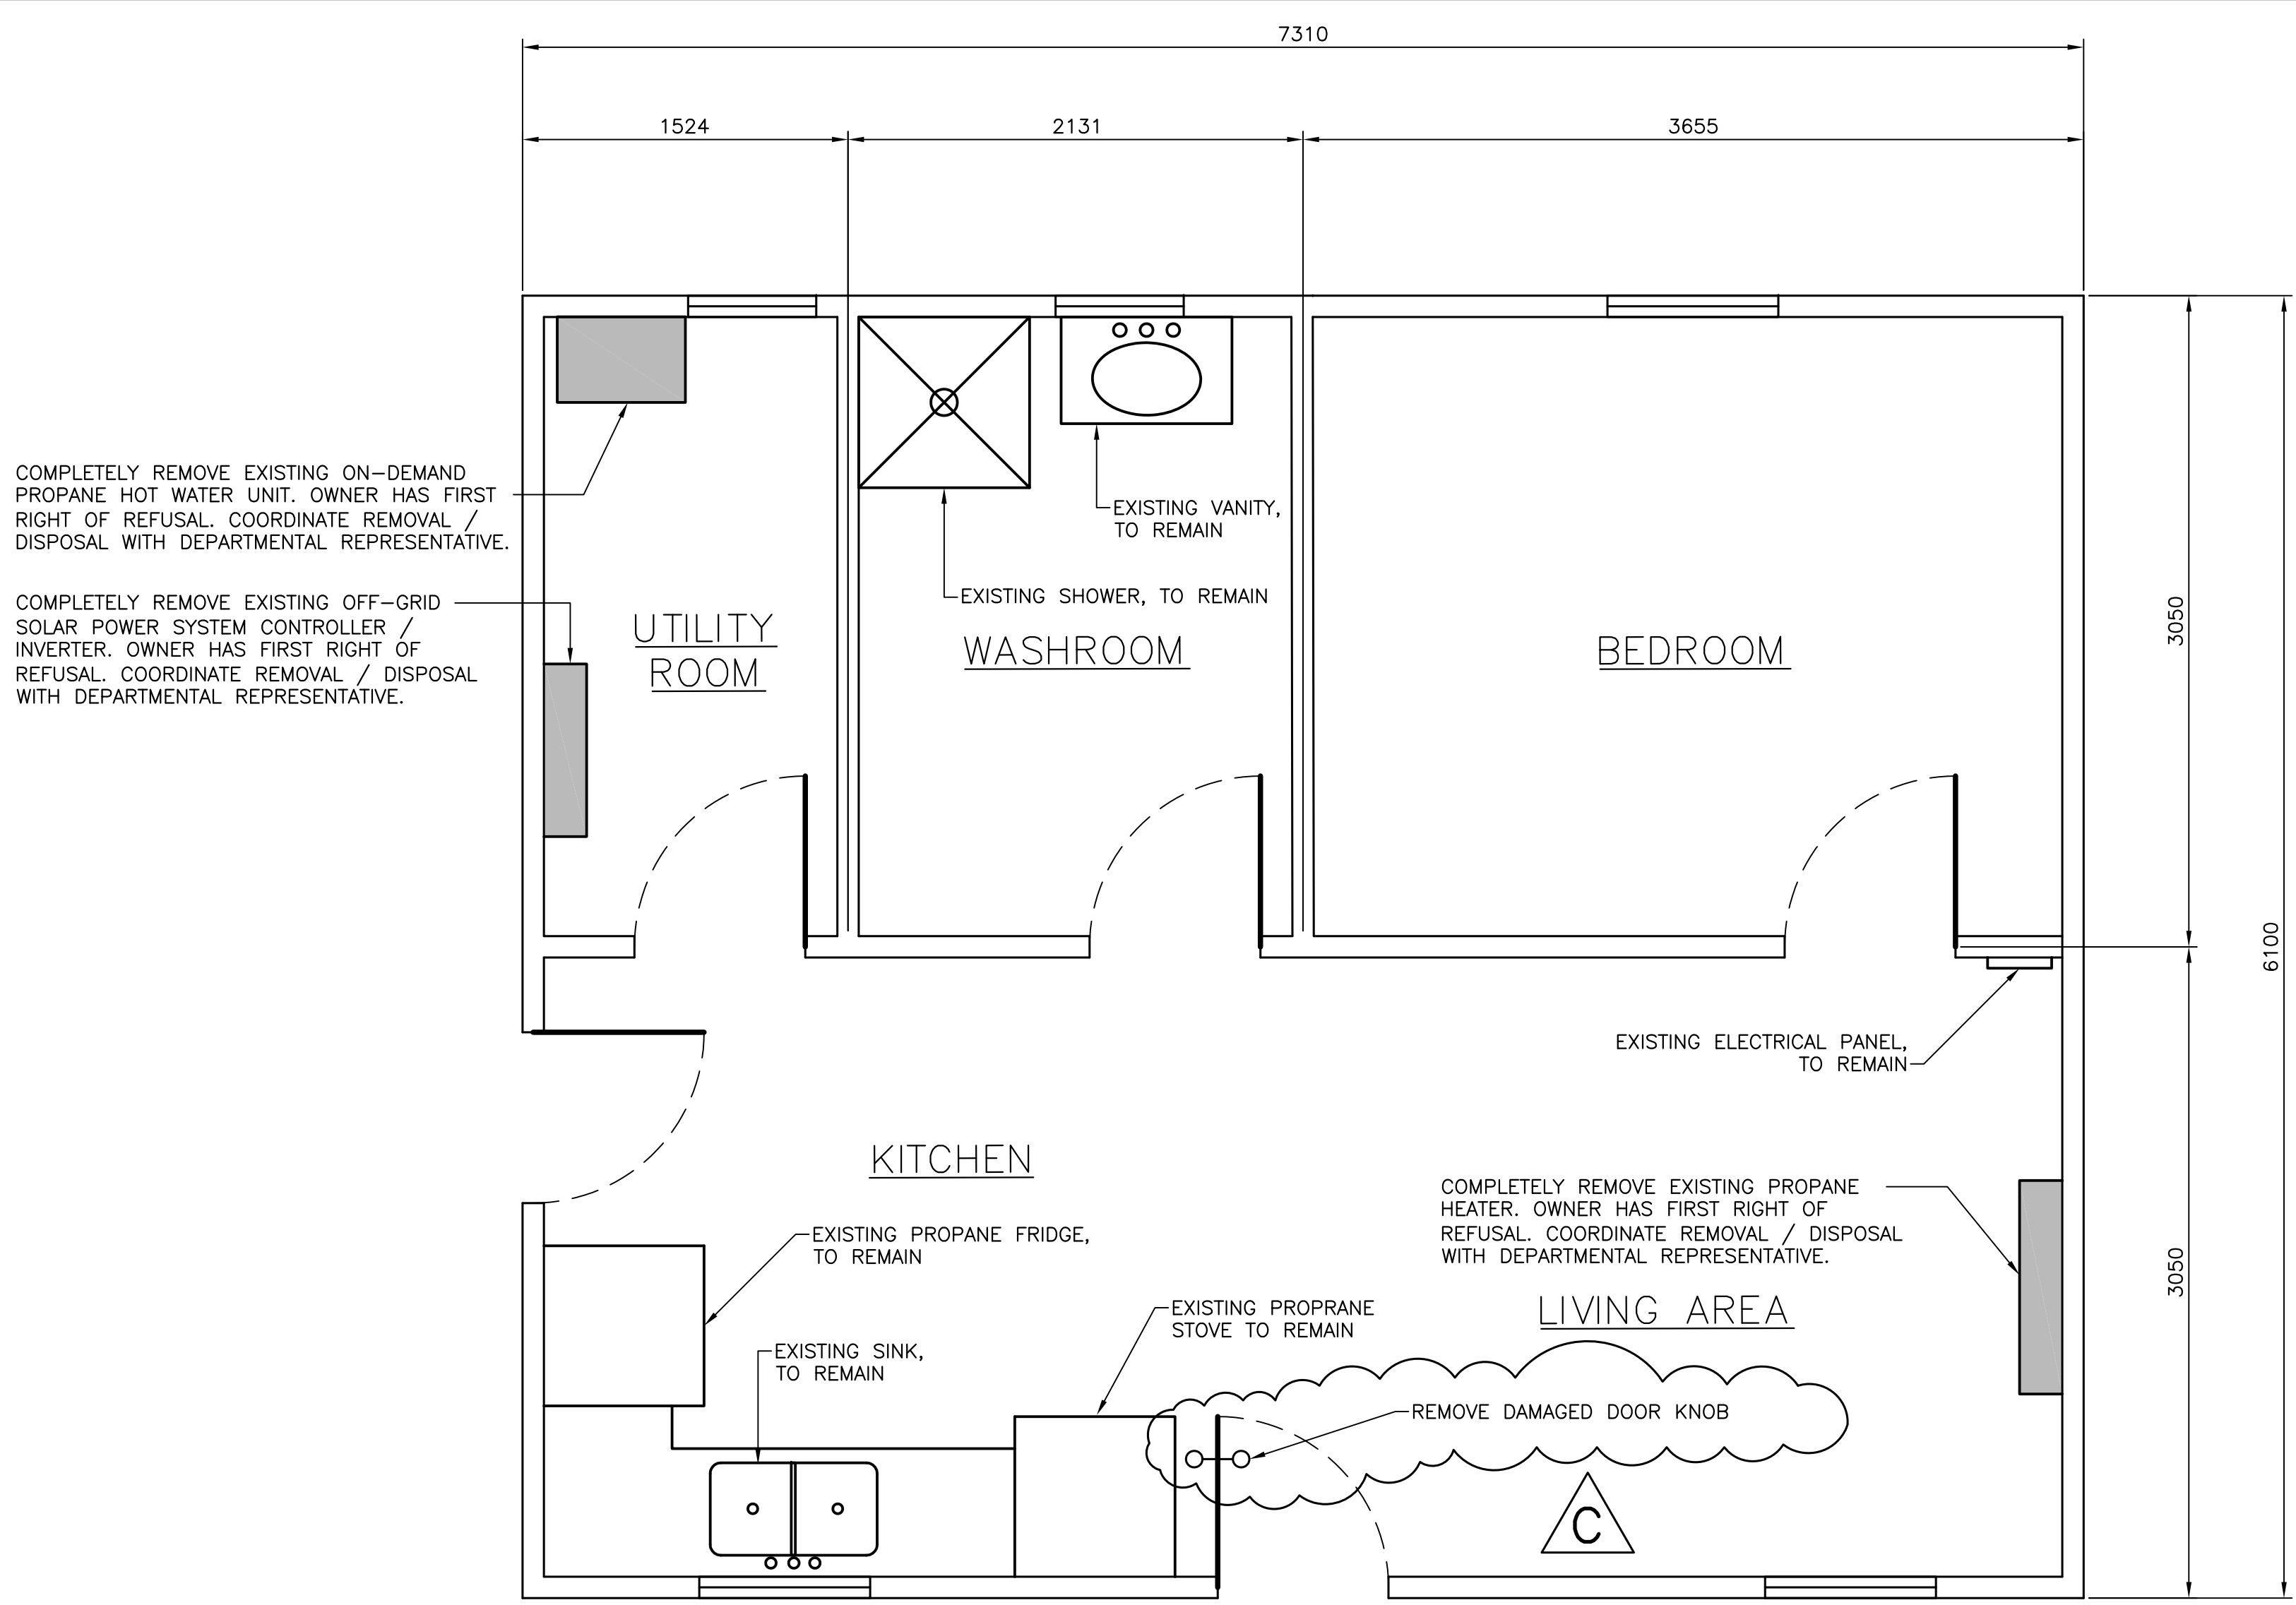 7310
1524
2131
3655
COMPLETELY REMOVE EXISTING ON-DEMAND
PROPANE HOT WATER UNIT. OWNER HAS FIRST
RIGHT OF REFUSAL. COORDINATE REMOVAL /
DISPOSAL WITH DEPARTMENTAL REPRESENTATIVE.
EXISTING VANITY,
TO REMAIN
EXISTING SHOWER, TO REMAIN
COMPLETELY REMOVE EXISTING OFF-GRID
SOLAR POWER SYSTEM CONTROLLER /
INVERTER. OWNER HAS FIRST RIGHT OF
REFUSAL. COORDINATE REMOVAL / DISPOSAL
WITH DEPARTMENTAL REPRESENTATIVE.
UTILITY
ROOM
WASHROOM
BEDROOM
3050
6100
EXISTING ELECTRICAL PANEL,
TO REMAIN
KITCHEN
COMPLETELY REMOVE EXISTING PROPANE
HEATER. OWNER HAS FIRST RIGHT OF
REFUSAL. COORDINATE REMOVAL / DISPOSAL
WITH DEPARTMENTAL REPRESENTATIVE.
EXISTING PROPANE FRIDGE,
TO REMAIN
3050
EXISTING PROPRANE
STOVE TO REMAIN
LIVING AREA
EXISTING SINK,
TO REMAIN
REMOVE DAMAGED DOOR KNOB
C